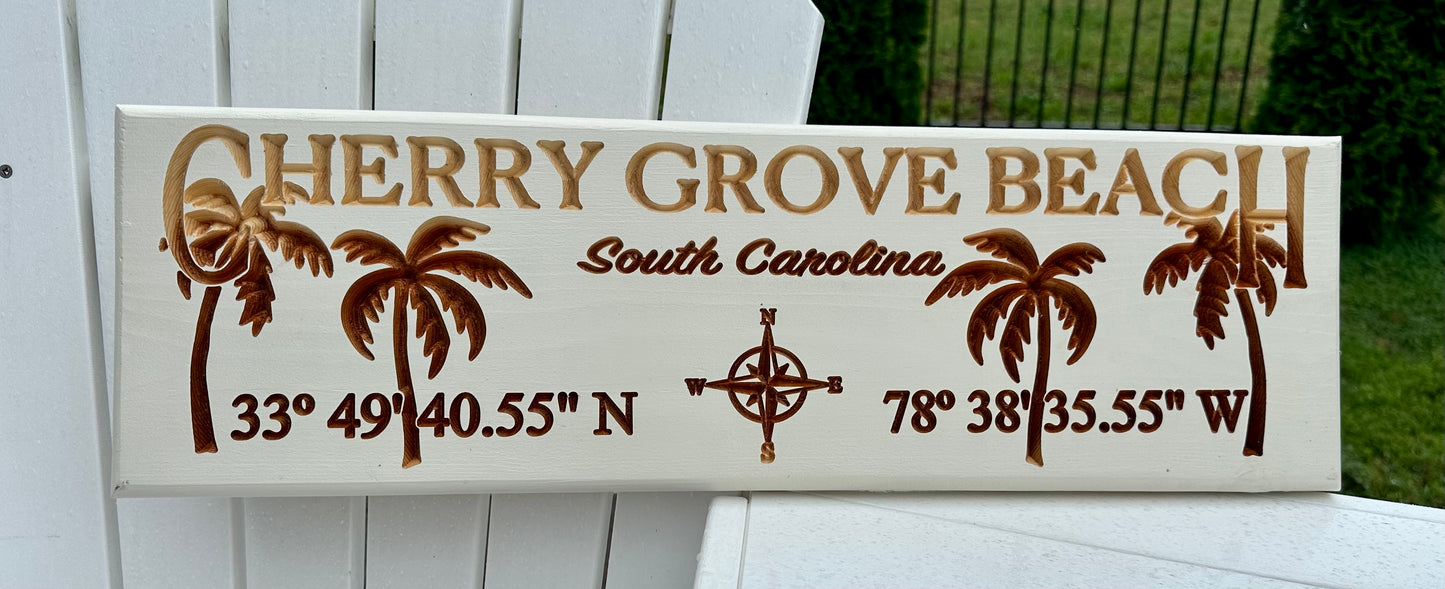 CHERRY GROVE BEACH
South Carolina
N
W E
S
33º 49' 40.55" N 78º 38' 35.55" W